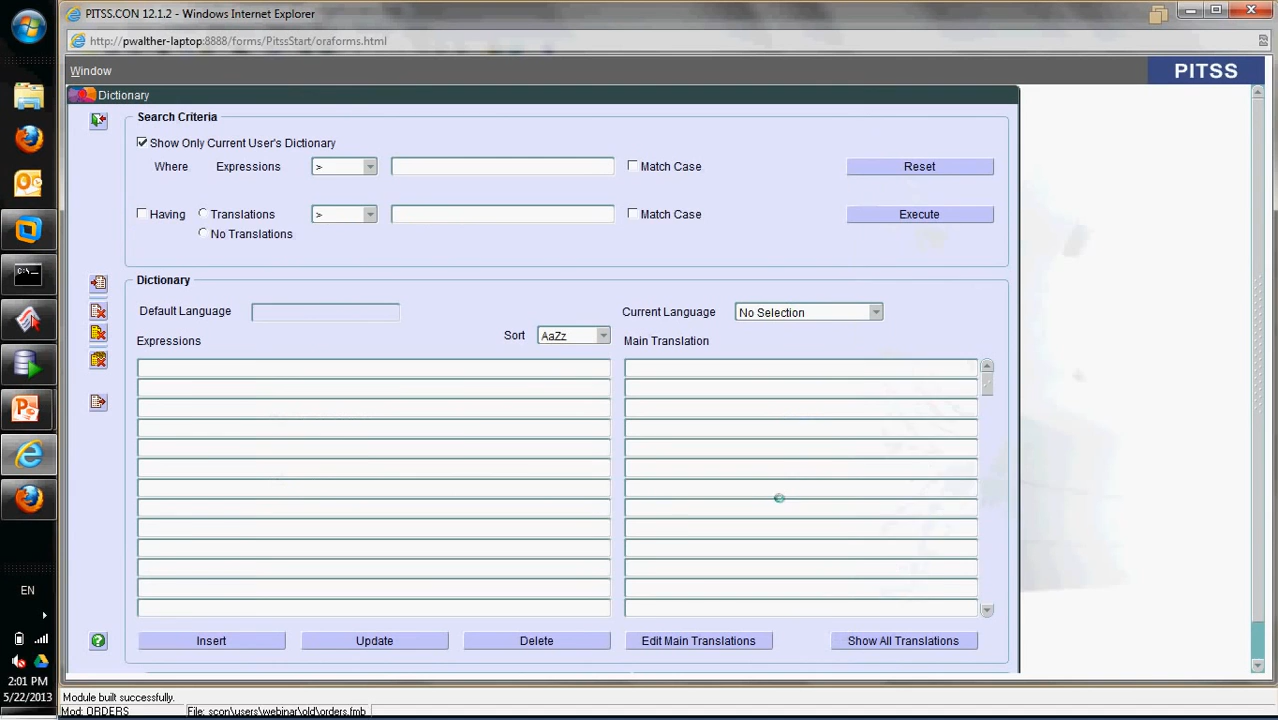 PITSS.CON 12.1.2 - Windows Internet Explorer
http://pwalther-laptop:8888/forms/PitssStart/oraforms.html
Window
PITSS
Dictionary
Search Criteria
Show Only Current User's Dictionary
Where Expressions > Match Case Reset
Having Translations > Match Case Execute
No Translations
Dictionary
Default Language Current Language No Selection
Sort AaZz
Expressions Main Translation
Insert Update Delete Edit Main Translations Show All Translations
EN
2:01 PM
5/22/2013
Module built successfully.
Mod: ORDERS File: scon\users\webinar\old\orders.fmb